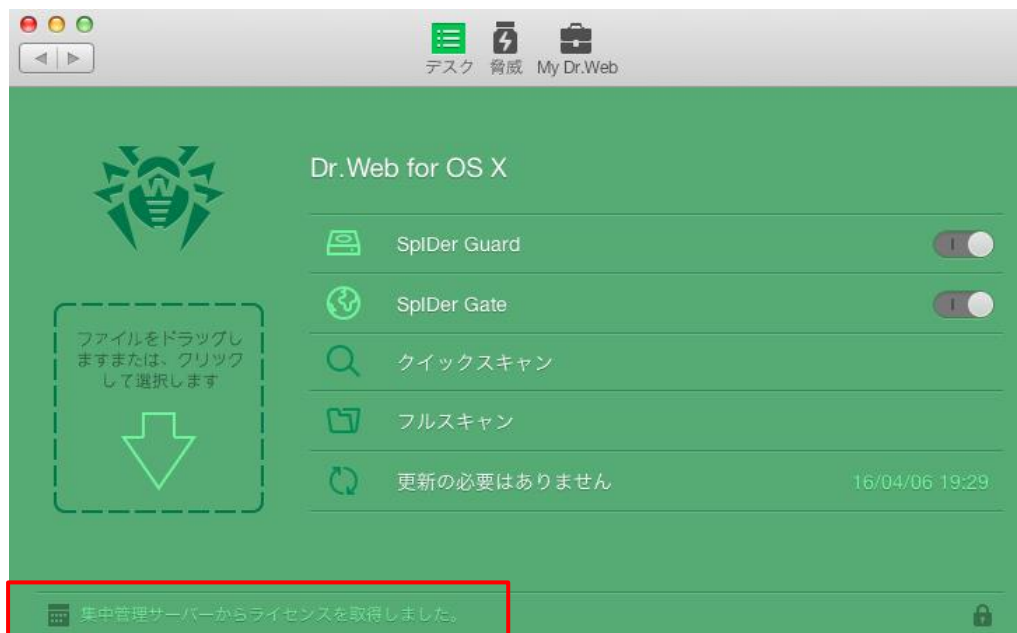 デスク 脅威 My Dr.Web
Dr.Web for OS X
SpIDer Guard
SpIDer Gate
ファイルをドラッグし
ますまたは、クリック
して選択します
クイックスキャン
フルスキャン
更新の必要はありません 16/04/06 19:29
集中管理サーバーからライセンスを取得しました。